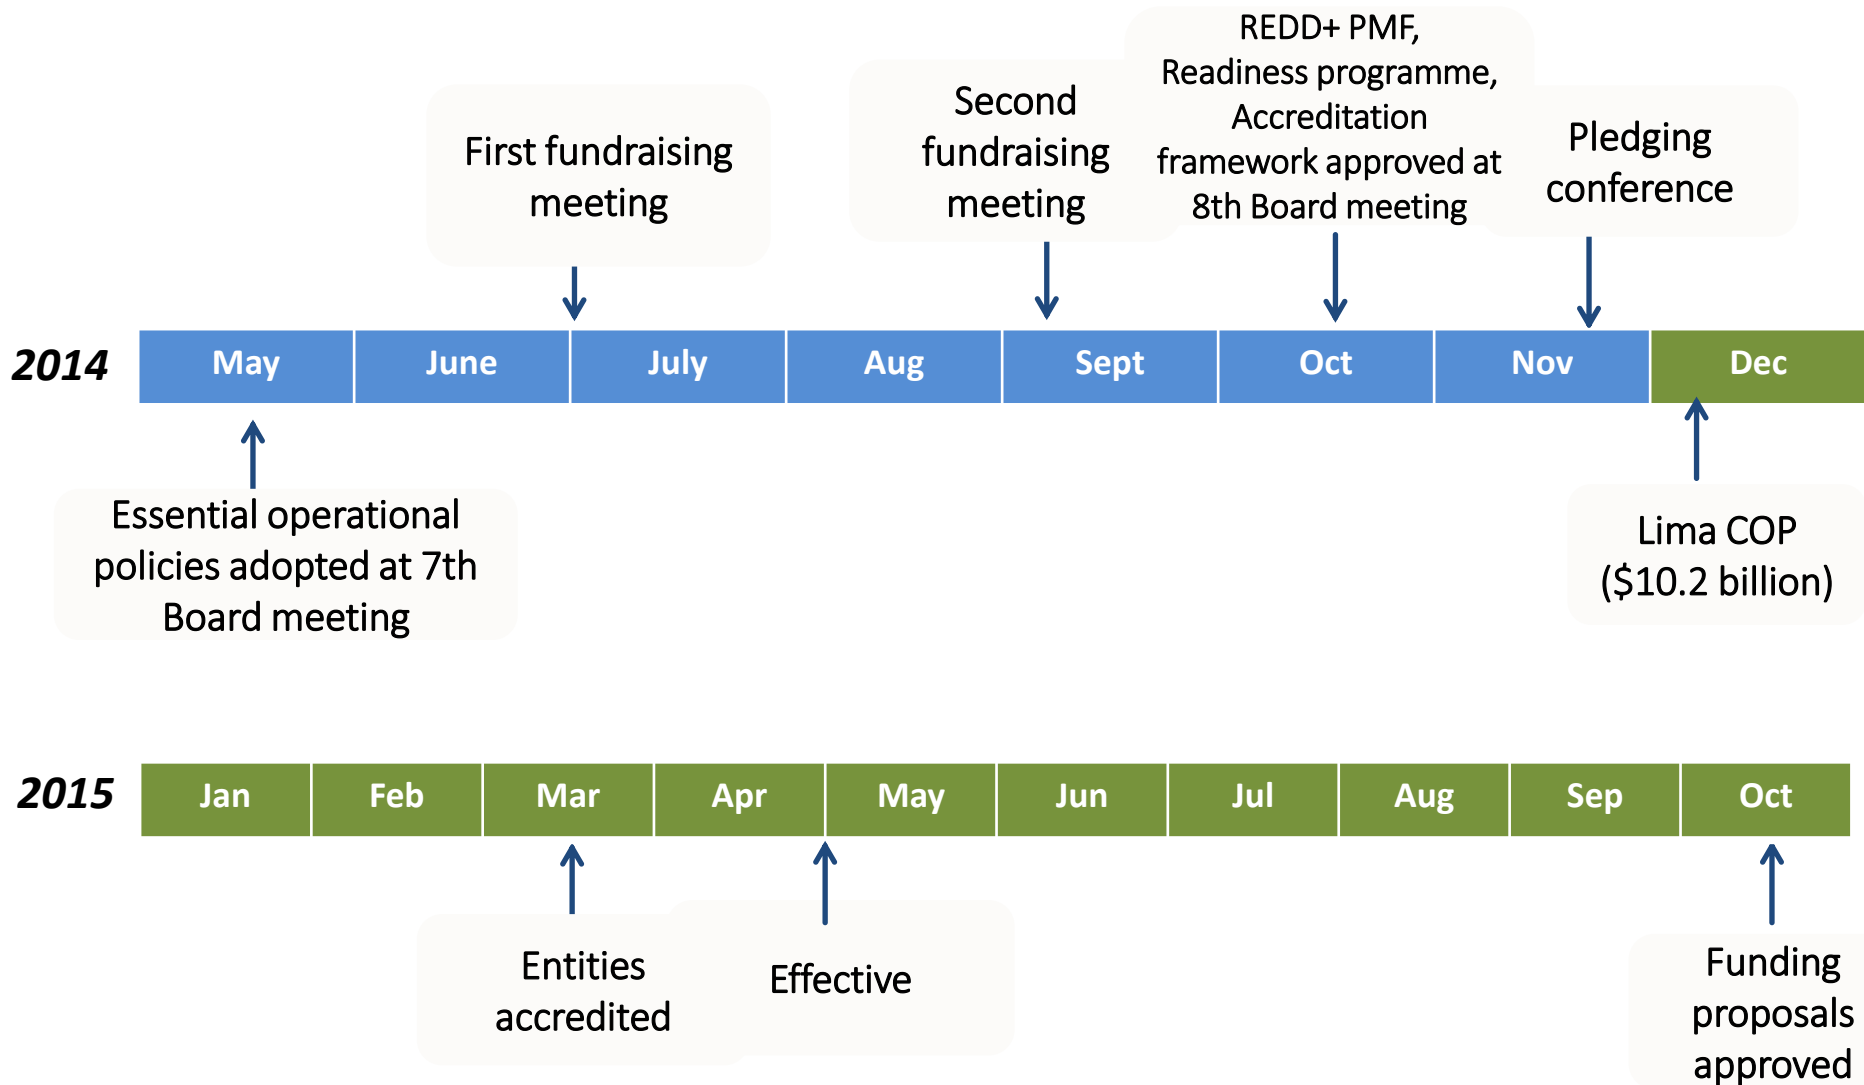 First fundraising
meeting
Second
fundraising
meeting
REDD+ PMF,
Readiness programme,
Accreditation
framework approved at
8th Board meeting
Pledging
conference
2014
May
June
July
Aug
Sept
Oct
Nov
Dec
Essential operational
policies adopted at 7th
Board meeting
Lima COP
($10.2 billion)
2015
Jan
Feb
Mar
Apr
May
Jun
Jul
Aug
Sep
Oct
Entities
accredited
Effective
Funding
proposals
approved